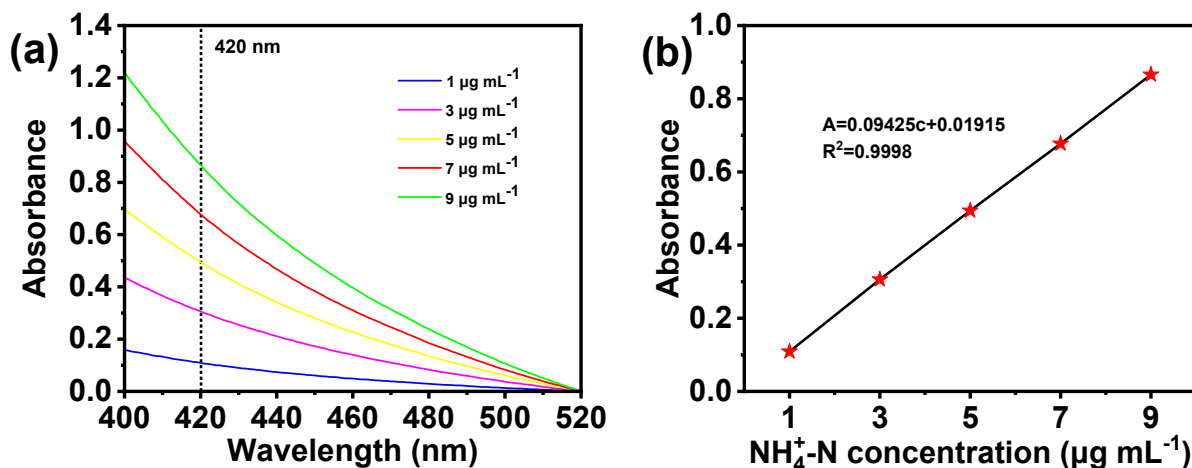 (a)
420 nm
1 µg mL⁻¹
3 µg mL⁻¹
5 µg mL⁻¹
7 µg mL⁻¹
9 µg mL⁻¹
Absorbance
1.4
1.2
1.0
0.8
0.6
0.4
0.2
0.0
400 420 440 460 480 500 520
Wavelength (nm)
(b)
A=0.09425c+0.01915
R²=0.9998
Absorbance
1.0
0.8
0.6
0.4
0.2
0.0
1 3 5 7 9
NH₄⁺-N concentration (µg mL⁻¹)